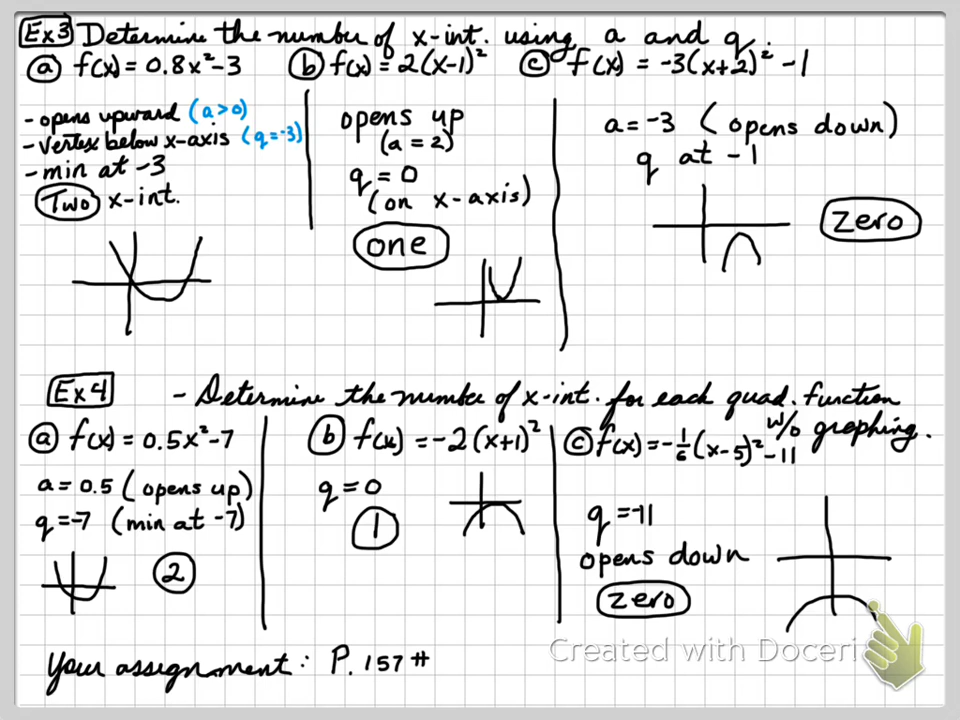 Ex3 Determine the number of x-int. using a and q.
(a) f(x) = 0.8x²-3 (b) f(x) = 2(x-1)² (c) f(x) = -3(x+2)² -1
- opens upward (a>0)
- vertex below x-axis (q=-3)
- min at -3
Two x-int.
opens up
(a = 2)
q = 0
(on x-axis)
one
a = -3 (opens down)
q at -1
zero
Ex4 - Determine the number of x-int. for each quad. function
w/o graphing.
(a) f(x) = 0.5x²-7 (b) f(x) = -2(x+1)² (c) f(x) = -1/6(x-5)²-11
a = 0.5 (opens up)
q = -7 (min at -7)
2
q = 0
1
q = -11
opens down
zero
Created with Doceri
Your assignment: P. 157 #